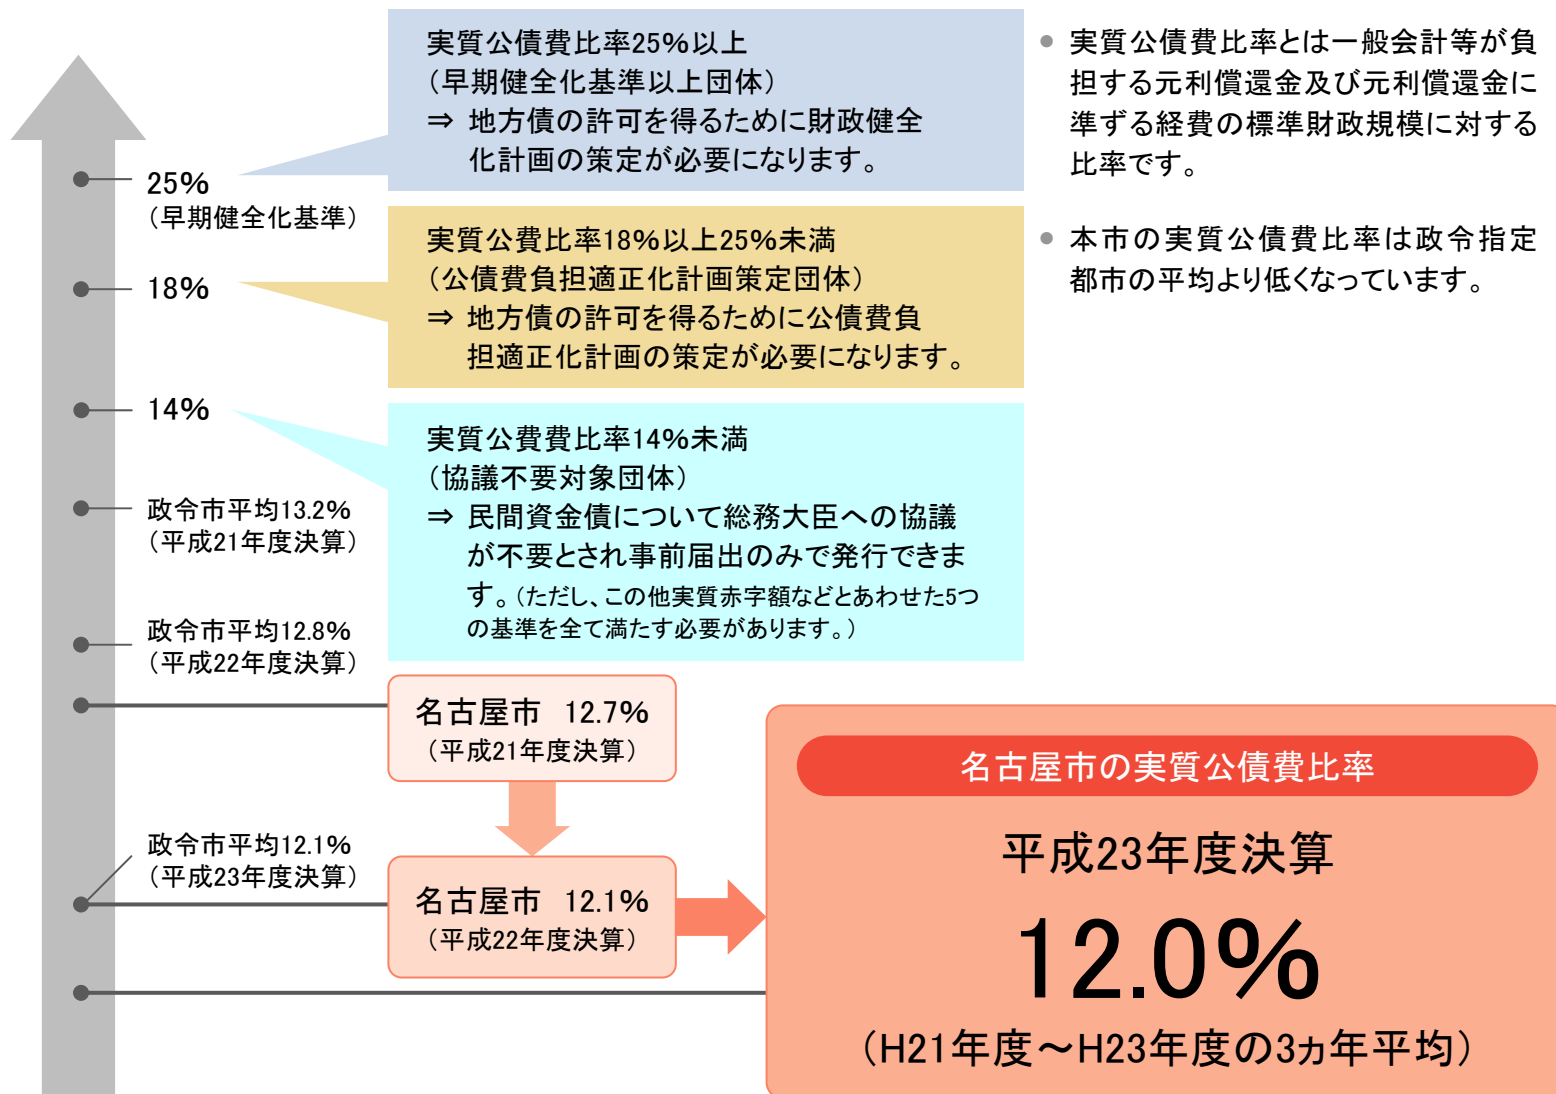 実質公債費比率25%以上
（早期健全化基準以上団体）
⇒ 地方債の許可を得るために財政健全
化計画の策定が必要になります。
25%
（早期健全化基準）
実質公費比率18%以上25%未満
（公債費負担適正化計画策定団体）
⇒ 地方債の許可を得るために公債費負
担適正化計画の策定が必要になります。
18%
実質公費費比率14%未満
（協議不要対象団体）
⇒ 民間資金債について総務大臣への協議
が不要とされ事前届出のみで発行できま
す。（ただし、この他実質赤字額などとあわせた5つ
の基準を全て満たす必要があります。）
14%
政令市平均13.2%
（平成21年度決算）
政令市平均12.8%
（平成22年度決算）
名古屋市 12.7%
（平成21年度決算）
政令市平均12.1%
（平成23年度決算）
名古屋市 12.1%
（平成22年度決算）
● 実質公債費比率とは一般会計等が負
担する元利償還金及び元利償還金に
準ずる経費の標準財政規模に対する
比率です。
● 本市の実質公債費比率は政令指定
都市の平均より低くなっています。
名古屋市の実質公債費比率
平成23年度決算
12.0%
（H21年度～H23年度の3ヵ年平均）